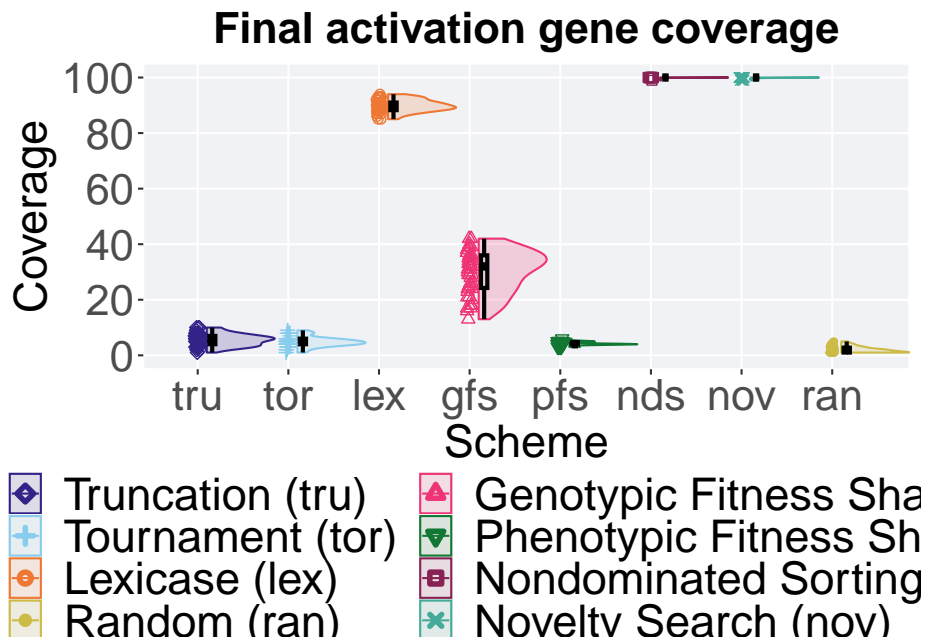 Final activation gene coverage
Coverage
100
80
60
40
20
0
tru tor lex gfs pfs nds nov ran
Scheme
Truncation (tru)
Tournament (tor)
Lexicase (lex)
Random (ran)
Genotypic Fitness Sha
Phenotypic Fitness Sh
Nondominated Sorting
Novelty Search (nov)